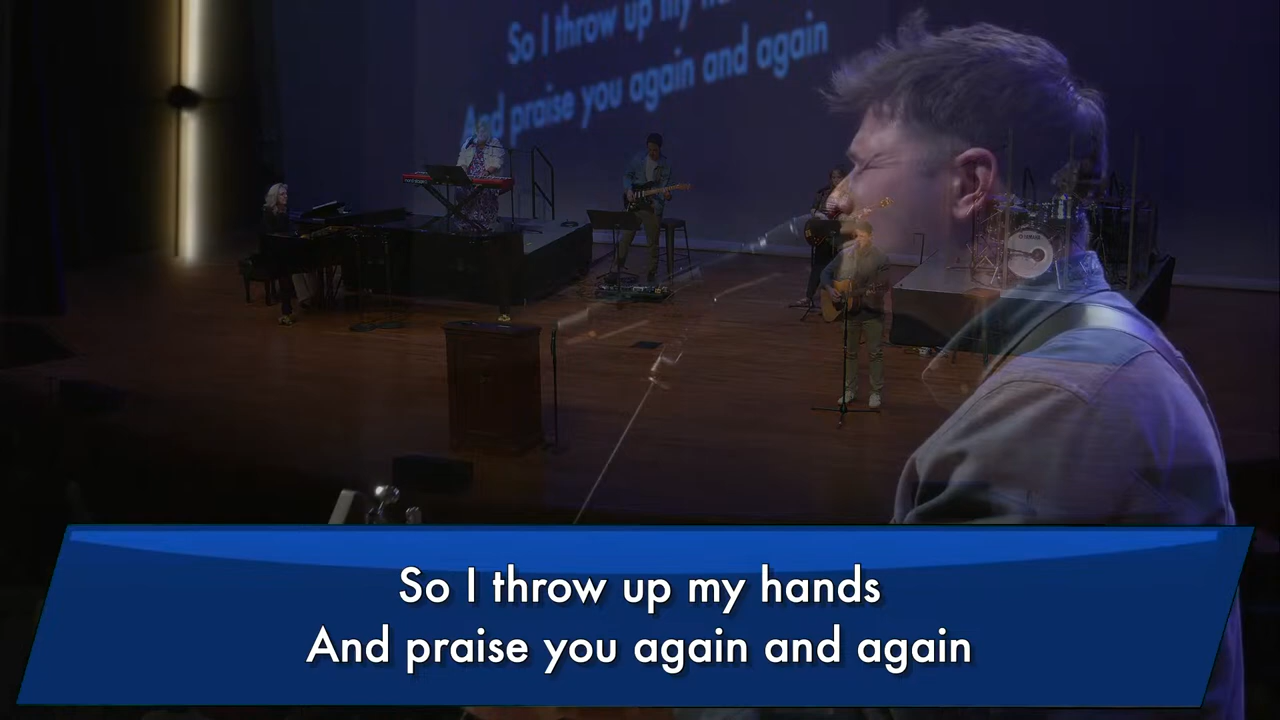 So I throw up my
And praise you again and again
So I throw up my hands
And praise you again and again